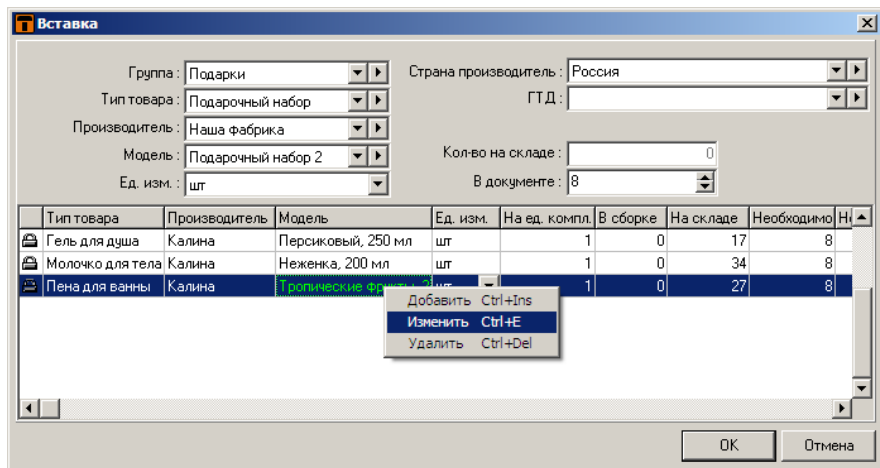 Вставка
Группа : Подарки
Страна производитель : Россия
Тип товара : Подарочный набор
ГТД :
Производитель : Наша фабрика
Модель : Подарочный набор 2
Кол-во на складе : 0
Ед. изм. : шт
В документе : 8
Тип товара Производитель Модель Ед. изм. На ед. компл. В сборке На складе Необходимо
Гель для душа Калина Персиковый, 250 мл шт 1 0 17 8
Молочко для тела Калина Неженка, 200 мл шт 1 0 34 8
Пена для ванны Калина Тропические фрукты, 2 шт 1 0 27 8
Добавить Ctrl+Ins
Изменить Ctrl+E
Удалить Ctrl+Del
OK Отмена